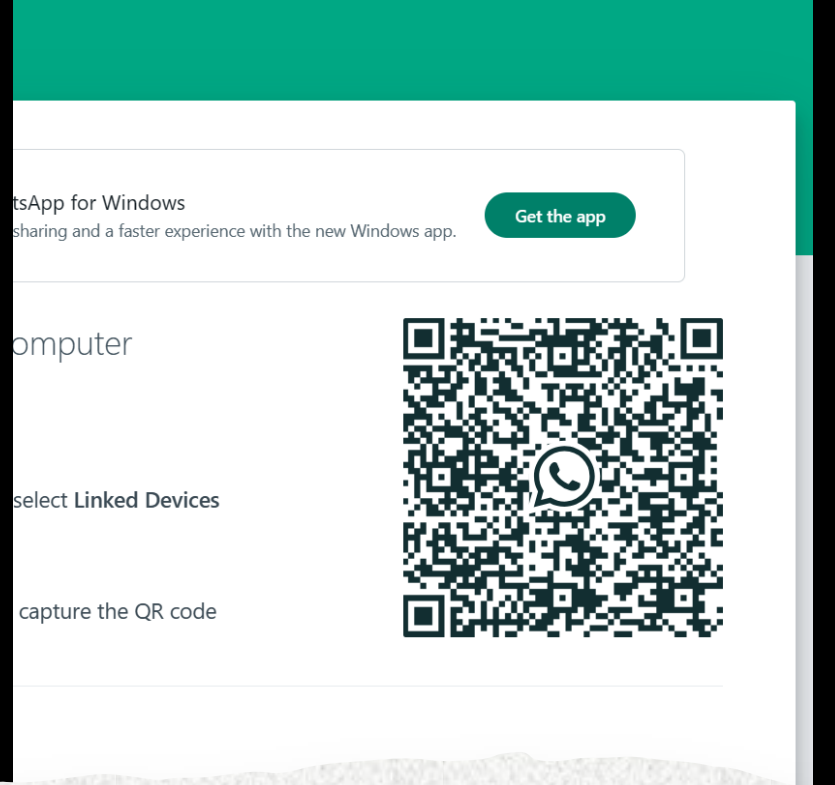 tsApp for Windows
sharing and a faster experience with the new Windows app.
Get the app
omputer
select Linked Devices
capture the QR code